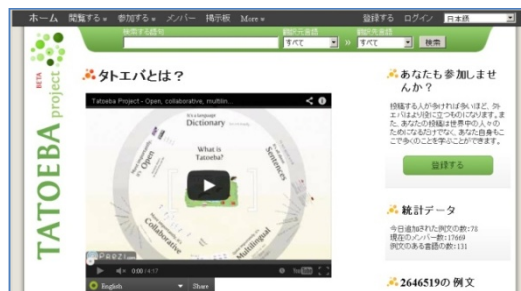 ホーム 閲覧する 参加する メンバー 掲示板 More 登録する ログイン 日本語
検索する語句 翻訳元言語 翻訳先言語
すべて » すべて 検索
TATOEBA project
BETA
タトエバとは？
Tatoeba Project - Open, collaborative, multilin...
It's a language
Dictionary
What is
Tatoeba?
Open
Sentences
Collaborative
Multilingual
0:00 / 4:17
YouTube
English Share
あなたも参加しませ
んか？
投稿する人が多ければ多いほど、タト
エバはより役に立つものになります。ま
た、あなたの投稿は世界中の人々の
ためになるだけでなく、あなた自身もこ
こで多くのことを学ぶことができます。
登録する
統計データ
今日追加された例文の数:76
現在のメンバー数:17669
例文のある言語の数:131
2646519の 例文